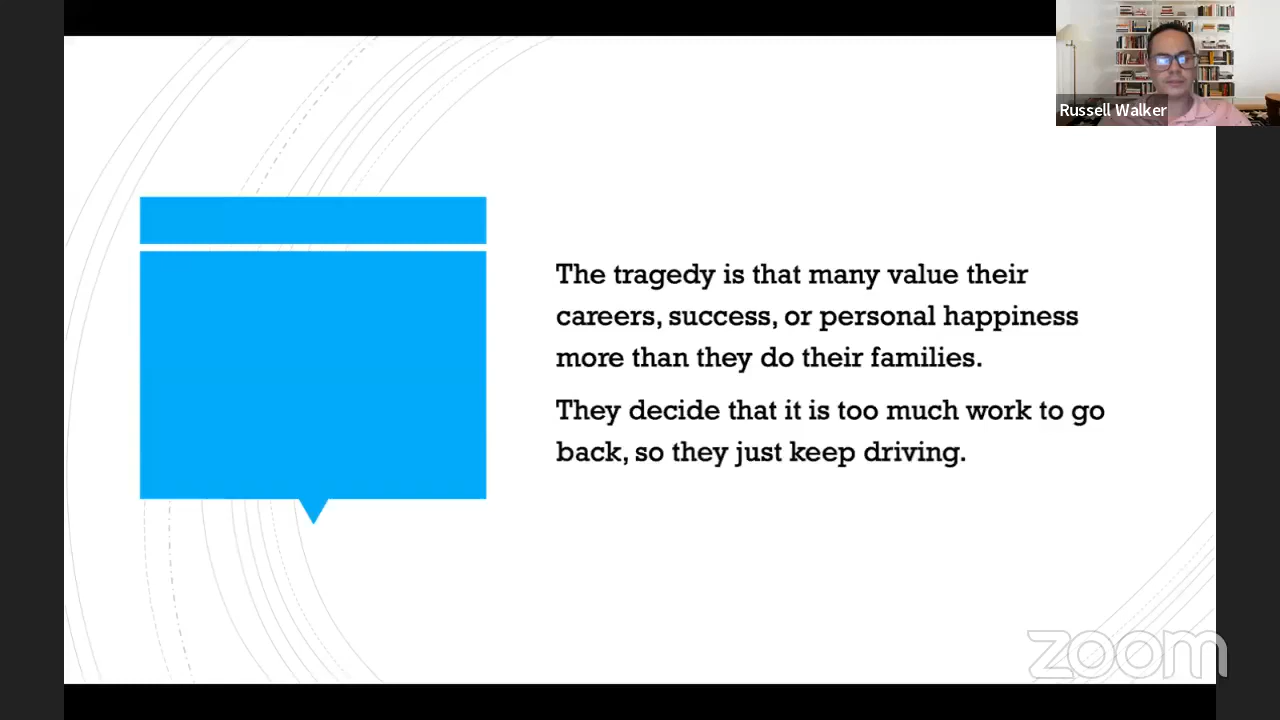 Russell Walker
The tragedy is that many value their
careers, success, or personal happiness
more than they do their families.
They decide that it is too much work to go
back, so they just keep driving.
zoom